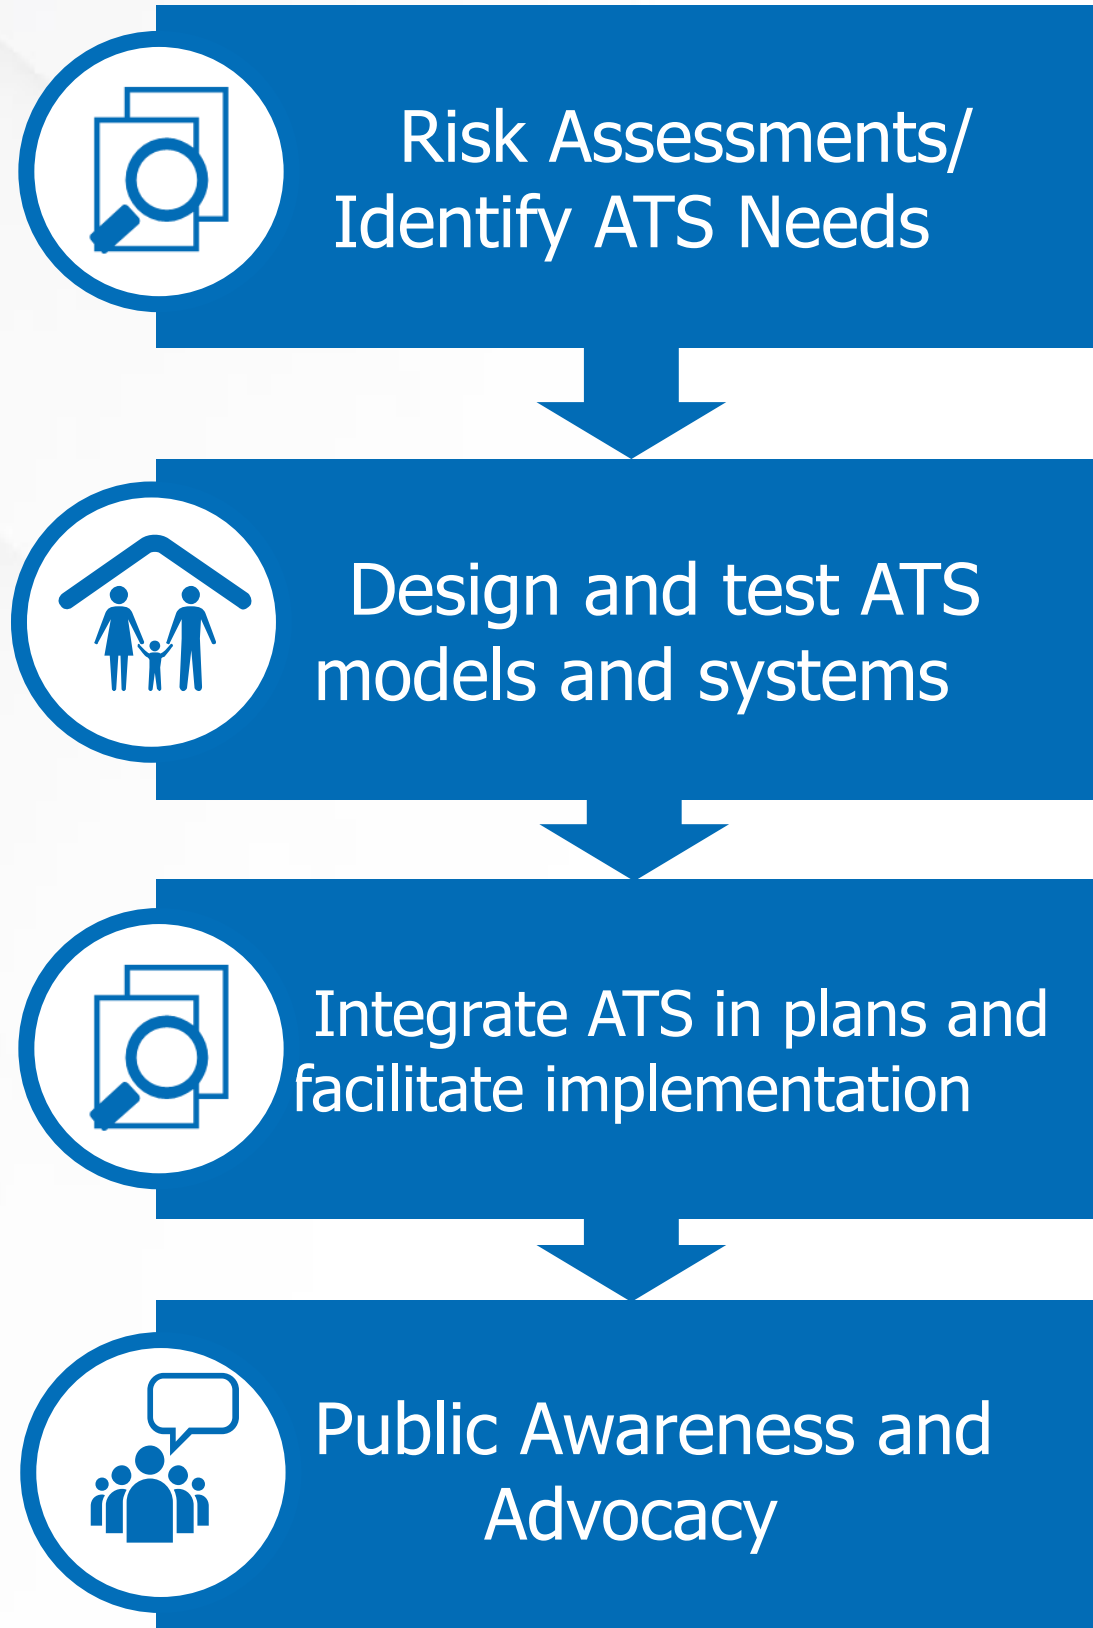 Risk Assessments/
Identify ATS Needs
Design and test ATS
models and systems
Integrate ATS in plans and
facilitate implementation
Public Awareness and
Advocacy